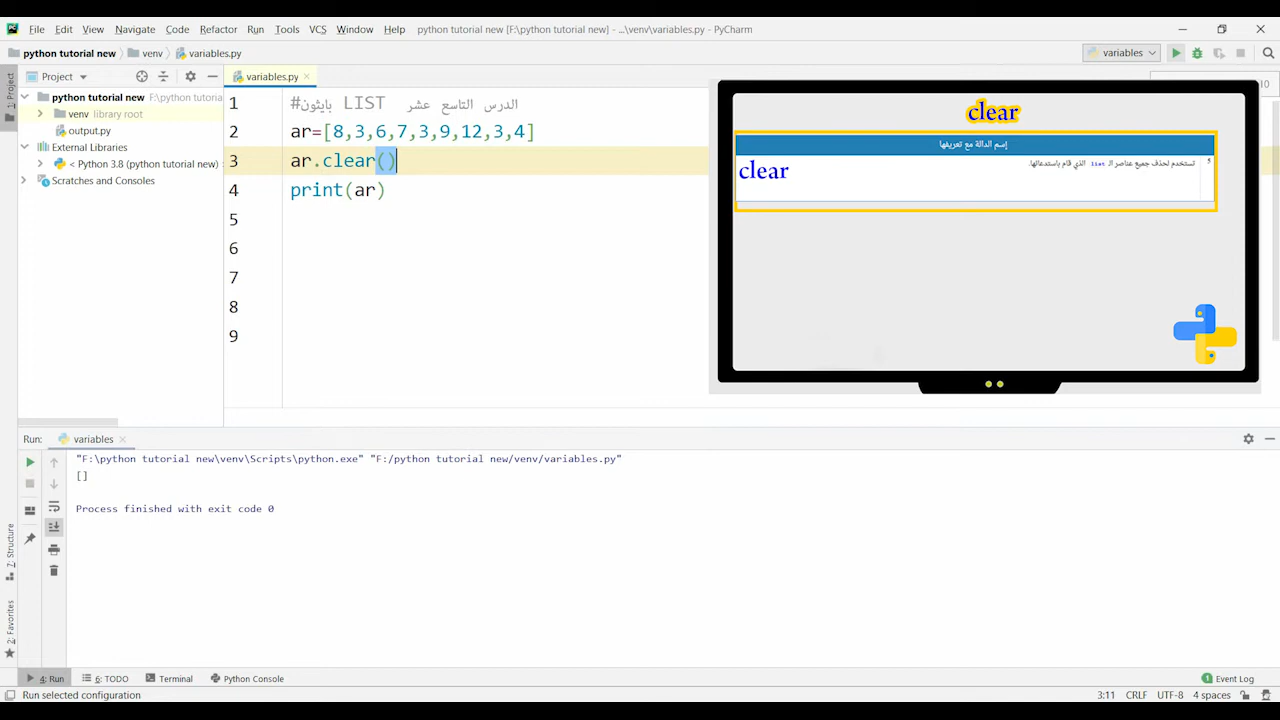 File Edit View Navigate Code Refactor Run Tools VCS Window Help python tutorial new [F:\python tutorial new] - ...\venv\variables.py - PyCharm
python tutorial new venv variables.py variables
Project variables.py
1: Project
python tutorial new F:\python tutoria
venv library root
output.py
External Libraries
< Python 3.8 (python tutorial new)
Scratches and Consoles
1 #الدرس التاسع عشر LIST بايثون
2 ar=[8,3,6,7,3,9,12,3,4]
3 ar.clear()
4 print(ar)
5
6
7
8
9
10
clear
إسم الدالة مع تعريفها
clear تستخدم لحذف جميع عناصر الـ list الذي قام باستدعائها.
Run: variables
"F:\python tutorial new\venv\Scripts\python.exe" "F:/python tutorial new/venv/variables.py"
[]
Process finished with exit code 0
7: Structure
2: Favorites
4: Run 6: TODO Terminal Python Console 1 Event Log
Run selected configuration 3:11 CRLF UTF-8 4 spaces